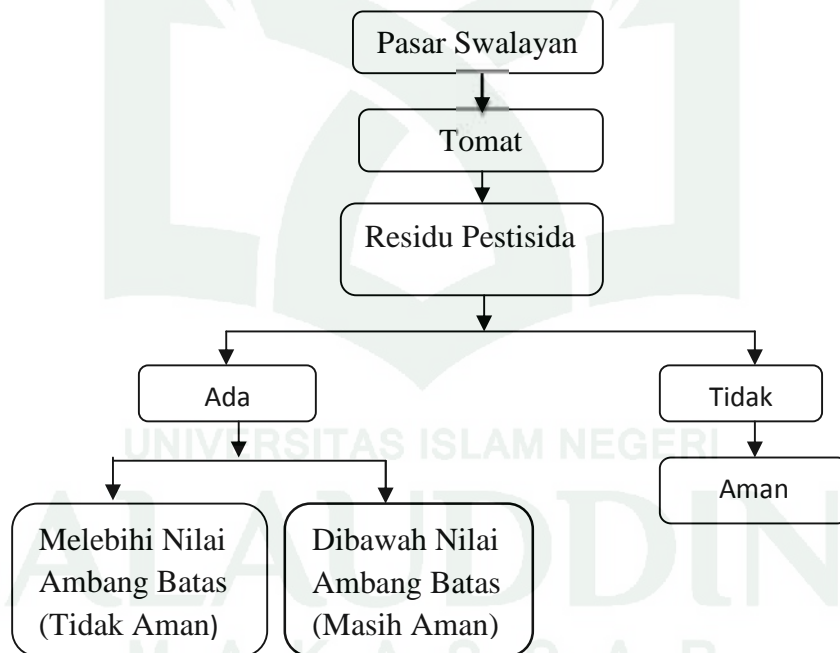 Pasar Swalayan
Tomat
Residu Pestisida
Ada
Tidak
Aman
Melebihi Nilai
Ambang Batas
(Tidak Aman)
Dibawah Nilai
Ambang Batas
(Masih Aman)
UNIVERSITAS ISLAM NEGERI
ALAUDDIN
MAKASSAR